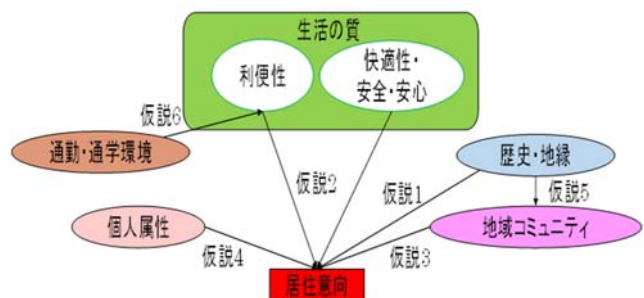 生活の質
利便性
快適性・
安全・安心
仮説6
通勤・通学環境
歴史・地縁
仮説2
仮説1
仮説5
個人属性
地域コミュニティ
仮説4
仮説3
居住意向